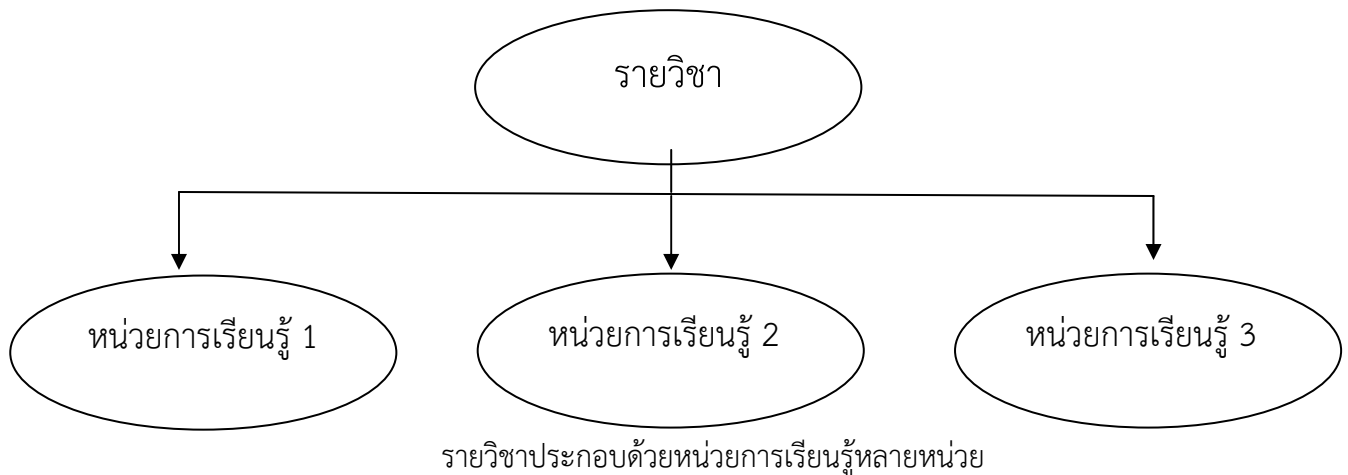 รายวิชา
หน่วยการเรียนรู้ 1
หน่วยการเรียนรู้ 2
หน่วยการเรียนรู้ 3
รายวิชาประกอบด้วยหน่วยการเรียนรู้หลายหน่วย